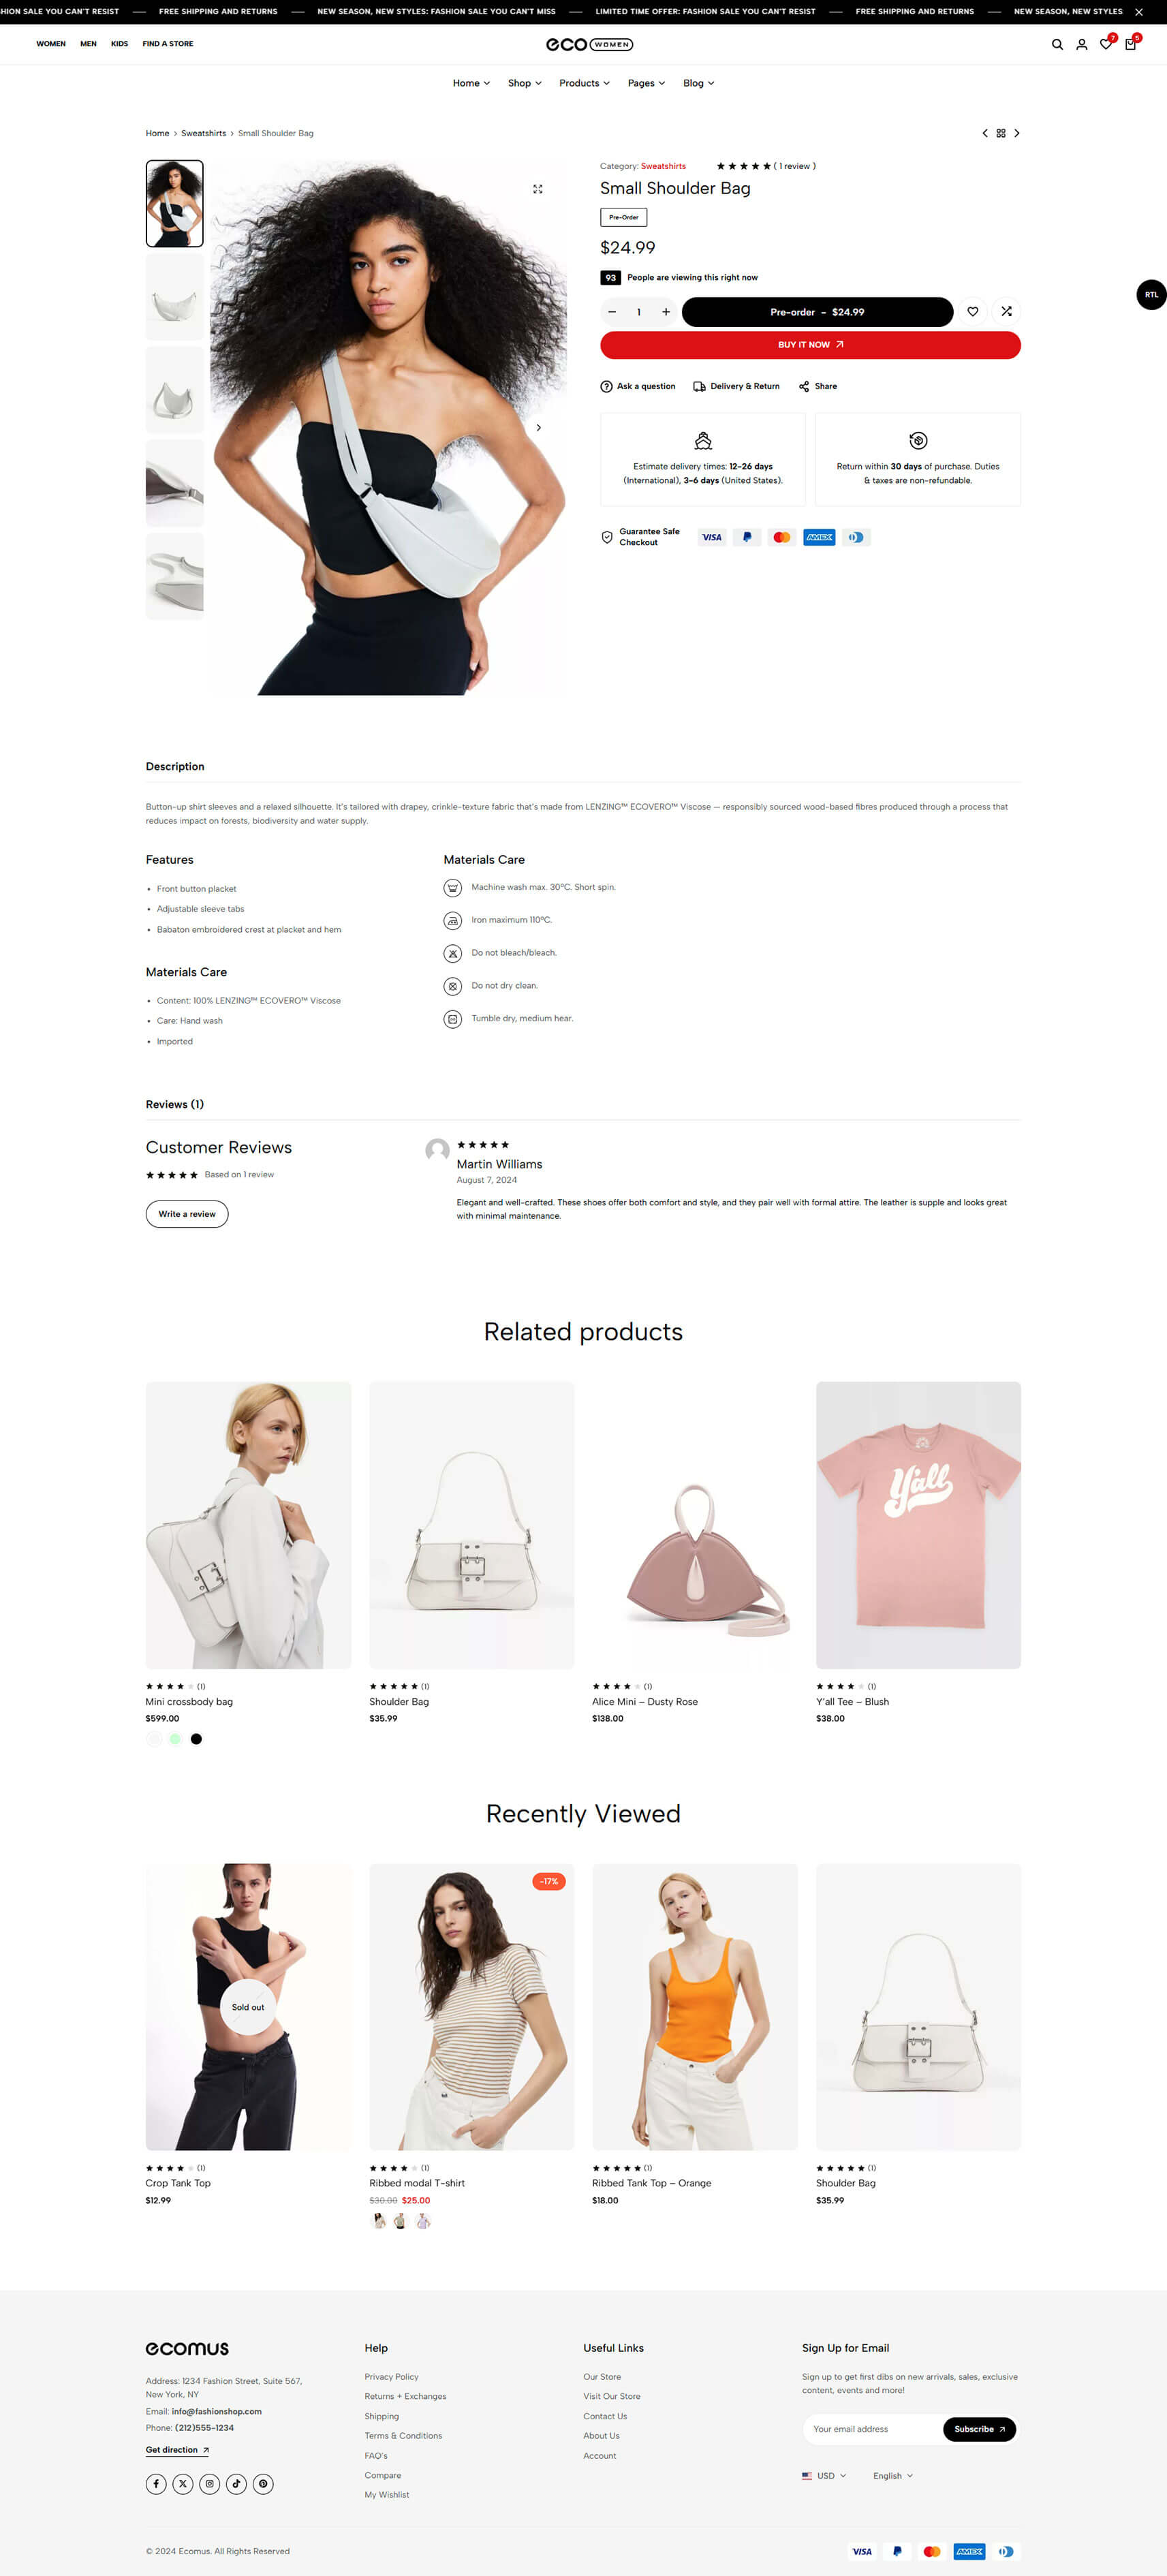 HION SALE YOU CAN'T RESIST — FREE SHIPPING AND RETURNS — NEW SEASON, NEW STYLES: FASHION SALE YOU CAN'T MISS — LIMITED TIME OFFER: FASHION SALE YOU CAN'T RESIST — FREE SHIPPING AND RETURNS — NEW SEASON, NEW STYLES
WOMEN MEN KIDS FIND A STORE
eco WOMEN
7 5
Home Shop Products Pages Blog
Home > Sweatshirts > Small Shoulder Bag
Category: Sweatshirts ★★★★★ ( 1 review )
Small Shoulder Bag
Pre-Order
$24.99
93 People are viewing this right now
RTL
− 1 + Pre-order - $24.99
BUY IT NOW
Ask a question Delivery & Return Share
Estimate delivery times: 12-26 days
(International), 3-6 days (United States).
Return within 30 days of purchase. Duties
& taxes are non-refundable.
Guarantee Safe
Checkout
VISA AMEX
Description
Button-up shirt sleeves and a relaxed silhouette. It's tailored with drapey, crinkle-texture fabric that's made from LENZING™ ECOVERO™ Viscose — responsibly sourced wood-based fibres produced through a process that
reduces impact on forests, biodiversity and water supply.
Features
• Front button placket
• Adjustable sleeve tabs
• Babaton embroidered crest at placket and hem
Materials Care
• Content: 100% LENZING™ ECOVERO™ Viscose
• Care: Hand wash
• Imported
Materials Care
Machine wash max. 30ºC. Short spin.
Iron maximum 110ºC.
Do not bleach/bleach.
Do not dry clean.
Tumble dry, medium hear.
Reviews (1)
Customer Reviews
★★★★★ Based on 1 review
Write a review
★★★★★
Martin Williams
August 7, 2024
Elegant and well-crafted. These shoes offer both comfort and style, and they pair well with formal attire. The leather is supple and looks great
with minimal maintenance.
Related products
Y'all
(1)
Mini crossbody bag
$599.00
(1)
Shoulder Bag
$35.99
(1)
Alice Mini – Dusty Rose
$138.00
(1)
Y'all Tee – Blush
$38.00
Recently Viewed
Sold out
-17%
(1)
Crop Tank Top
$12.99
(1)
Ribbed modal T-shirt
$30.00 $25.00
(1)
Ribbed Tank Top – Orange
$18.00
(1)
Shoulder Bag
$35.99
ecomus
Address: 1234 Fashion Street, Suite 567,
New York, NY
Email: info@fashionshop.com
Phone: (212)555-1234
Get direction
Help
Privacy Policy
Returns + Exchanges
Shipping
Terms & Conditions
FAQ's
Compare
My Wishlist
Useful Links
Our Store
Visit Our Store
Contact Us
About Us
Account
Sign Up for Email
Sign up to get first dibs on new arrivals, sales, exclusive
content, events and more!
Your email address Subscribe
USD English
© 2024 Ecomus. All Rights Reserved
VISA AMEX